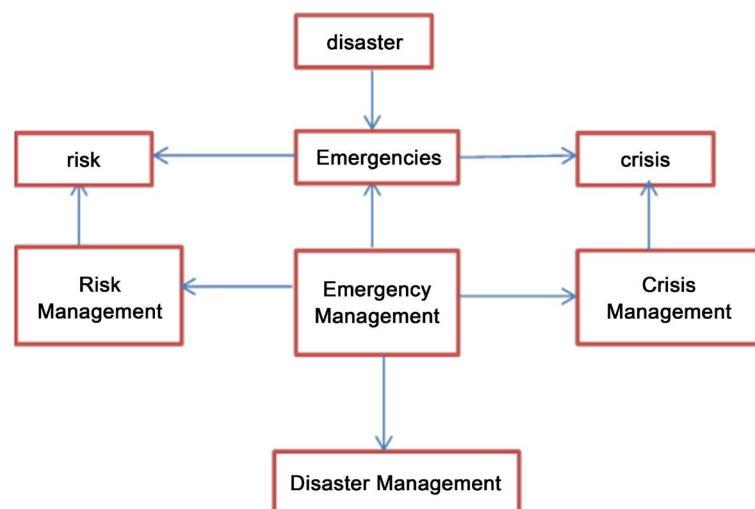 disaster
risk
Emergencies
crisis
Risk
Management
Emergency
Management
Crisis
Management
Disaster Management